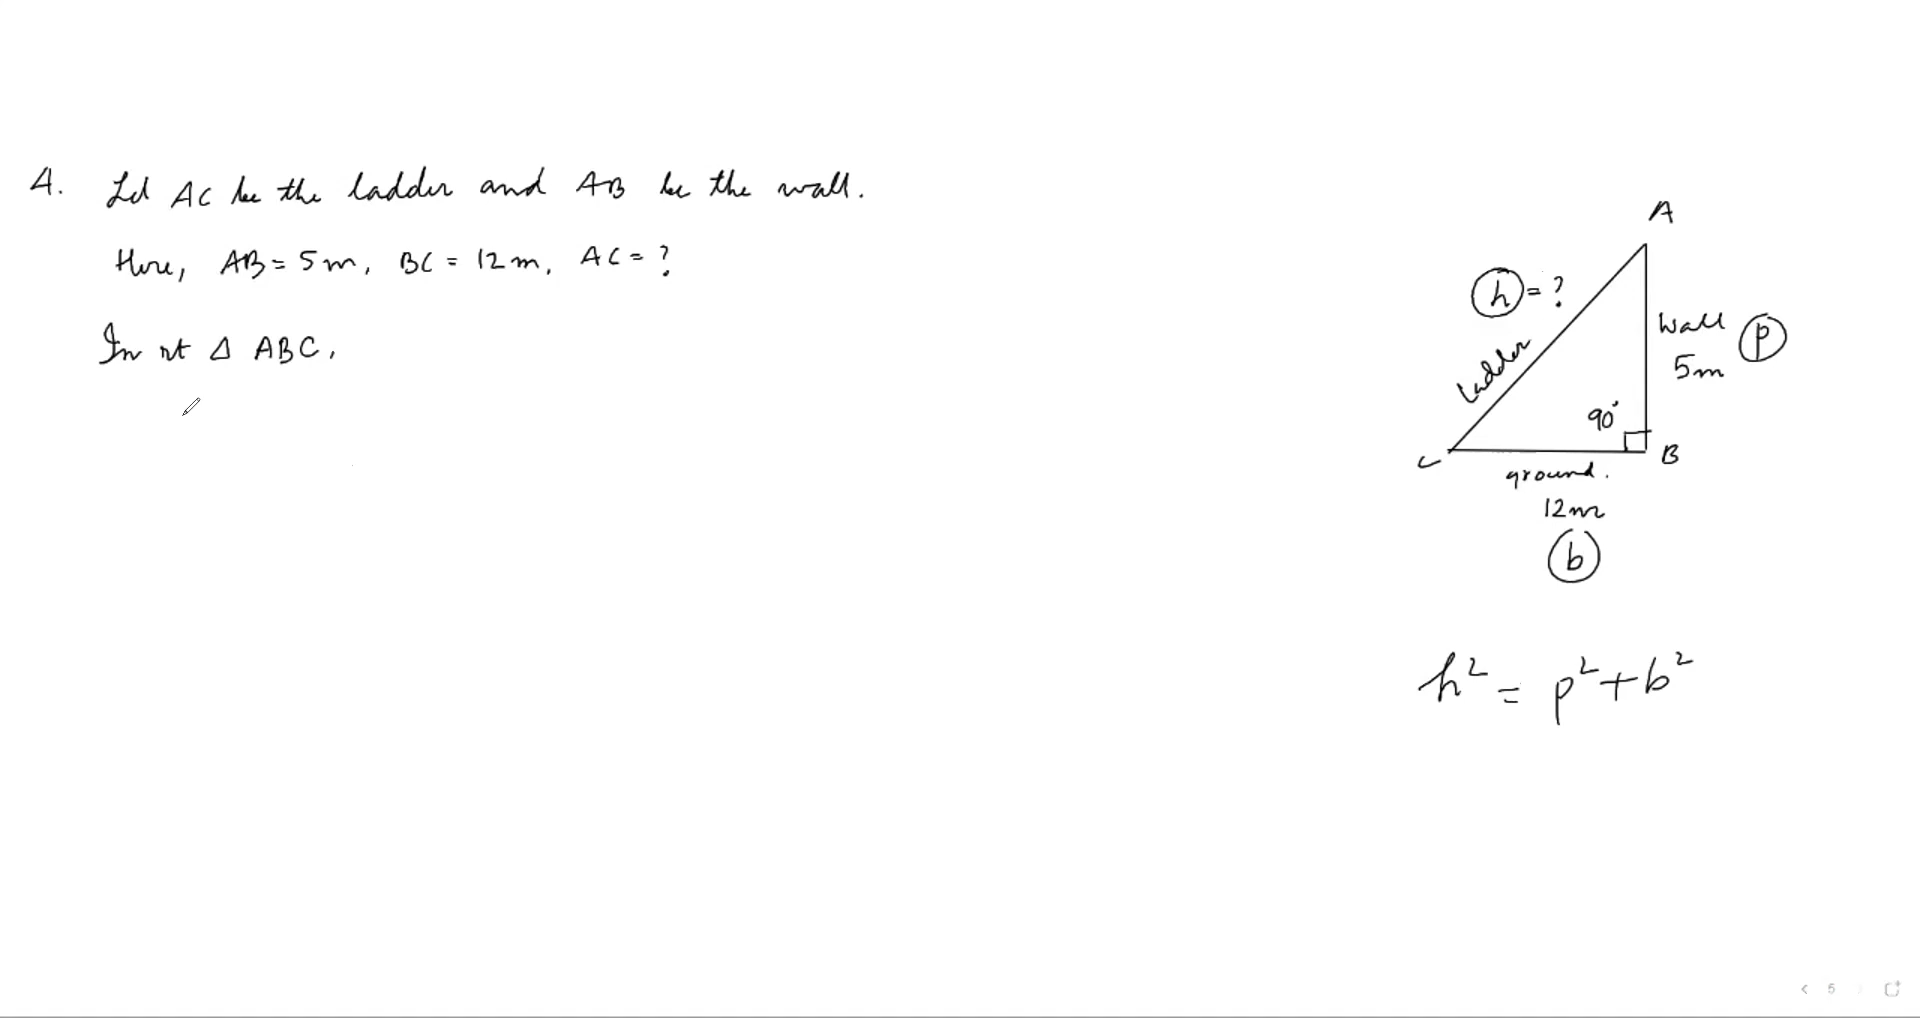 4. Let AC be the ladder and AB be the wall.
Here, AB = 5m, BC = 12m, AC = ?
In rt Δ ABC,
A
h = ?
Ladder
wall
p
5m
90°
C
B
ground.
12m
b
h² = p² + b²
< 5